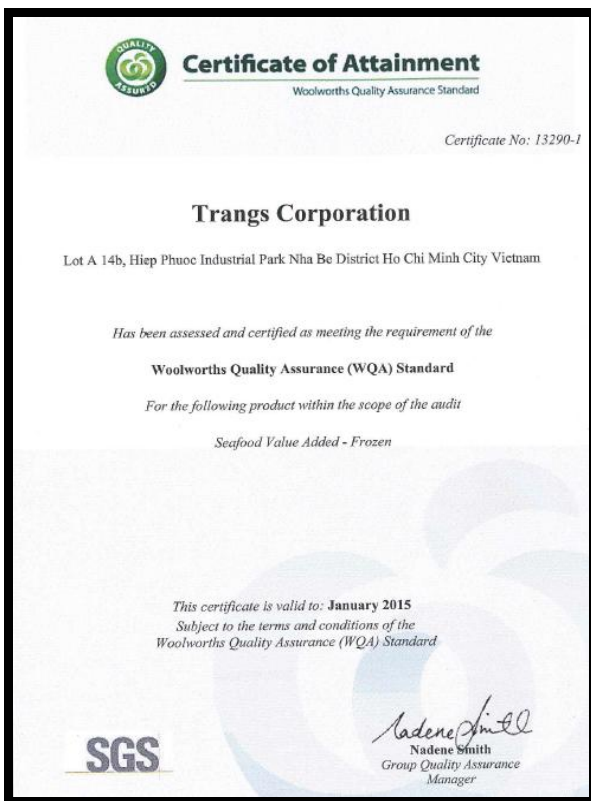 QUALITY
ASSURED
Certificate of Attainment
Woolworths Quality Assurance Standard
Certificate No: 13290-1
Trangs Corporation
Lot A 14b, Hiep Phuoc Industrial Park Nha Be District Ho Chi Minh City Vietnam
Has been assessed and certified as meeting the requirement of the
Woolworths Quality Assurance (WQA) Standard
For the following product within the scope of the audit
Seafood Value Added - Frozen
This certificate is valid to: January 2015
Subject to the terms and conditions of the
Woolworths Quality Assurance (WQA) Standard
Nadene Smith
Nadene Smith
Group Quality Assurance
Manager
SGS